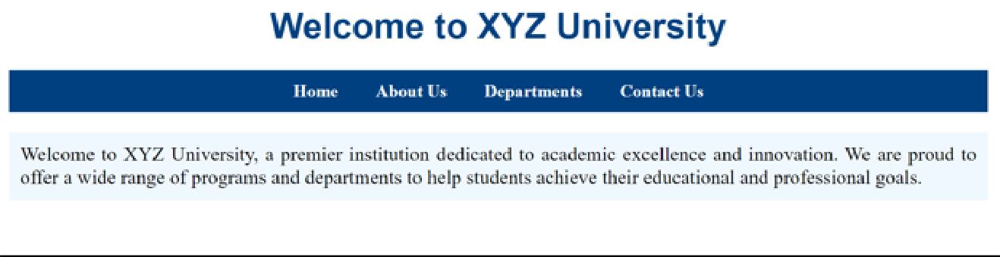 Welcome to XYZ University
Home About Us Departments Contact Us
Welcome to XYZ University, a premier institution dedicated to academic excellence and innovation. We are proud to
offer a wide range of programs and departments to help students achieve their educational and professional goals.